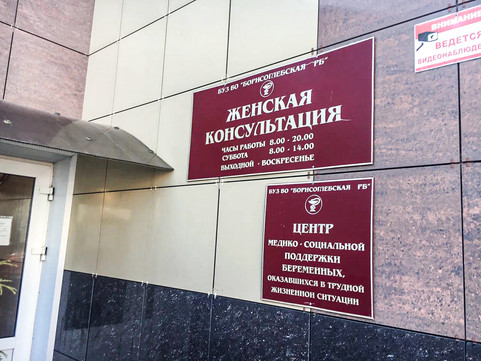 БУЗ ВО "БОРИСОГЛЕБСКАЯ РБ"
ЖЕНСКАЯ
КОНСУЛЬТАЦИЯ
ЧАСЫ РАБОТЫ 8.00 - 20.00
СУББОТА 8.00 - 14.00
ВЫХОДНОЙ - ВОСКРЕСЕНЬЕ
БУЗ ВО "БОРИСОГЛЕБСКАЯ РБ"
ЦЕНТР
МЕДИКО - СОЦИАЛЬНОЙ
ПОДДЕРЖКИ
БЕРЕМЕННЫХ,
ОКАЗАВШИХСЯ В ТРУДНОЙ
ЖИЗНЕННОЙ СИТУАЦИИ
ВНИМАНИЕ
ВЕДЕТСЯ
ВИДЕОНАБЛЮДЕ